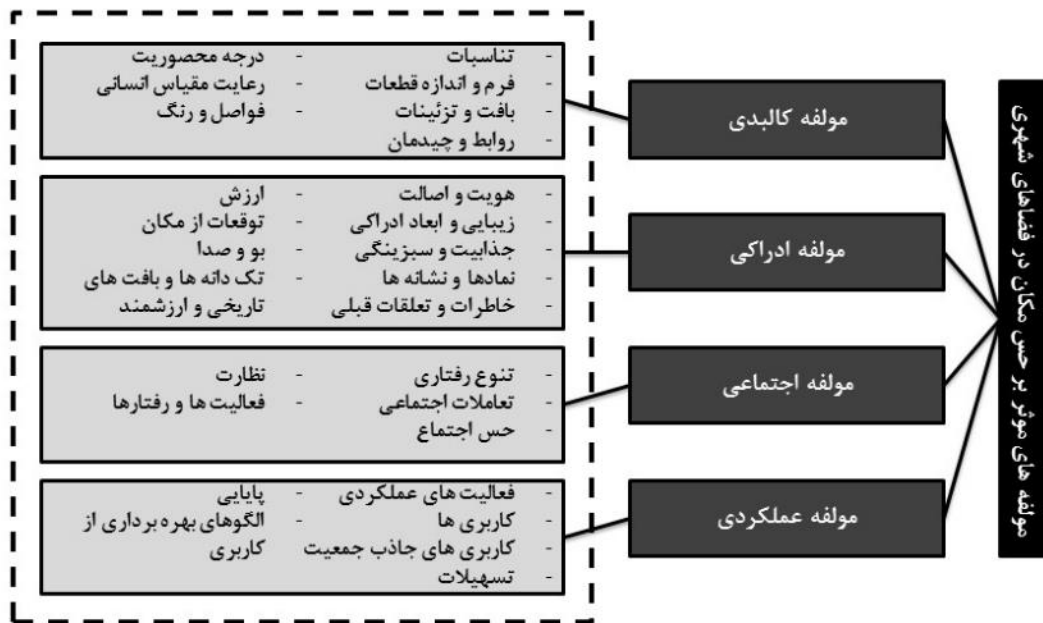 مولفه های موثر بر حس مکان در فضاهای شهری
مولفه کالبدی
- تناسبات
- فرم و اندازه قطعات
- بافت و تزئینات
- روابط و چیدمان
- درجه محصوریت
- رعایت مقیاس انسانی
- فواصل و رنگ
مولفه ادراکی
- هویت و اصالت
- زیبایی و ابعاد ادراکی
- جذابیت و سبزینگی
- نمادها و نشانه ها
- خاطرات و تعلقات قبلی
- ارزش
- توقعات از مکان
- بو و صدا
- تک دانه ها و بافت های
تاریخی و ارزشمند
مولفه اجتماعی
- تنوع رفتاری
- تعاملات اجتماعی
- حس اجتماع
- نظارت
- فعالیت ها و رفتارها
مولفه عملکردی
- فعالیت های عملکردی
- کاربری ها
- کاربری های جاذب جمعیت
- تسهیلات
- پایایی
- الگوهای بهره برداری از
کاربری